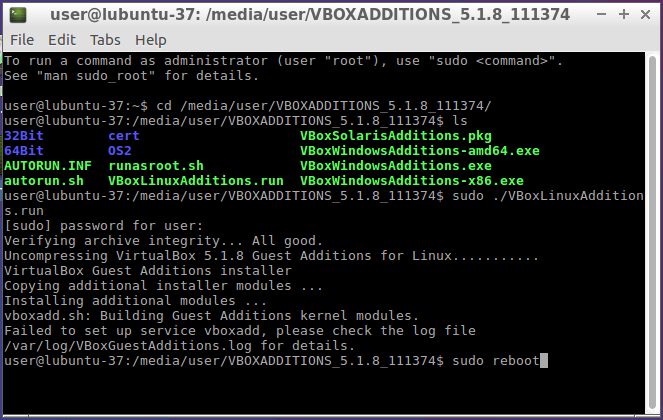 user@lubuntu-37: /media/user/VBOXADDITIONS_5.1.8_111374
File Edit Tabs Help
To run a command as administrator (user "root"), use "sudo <command>".
See "man sudo_root" for details.
user@lubuntu-37:~$ cd /media/user/VBOXADDITIONS_5.1.8_111374/
user@lubuntu-37:/media/user/VBOXADDITIONS_5.1.8_111374$ ls
32Bit cert VBoxSolarisAdditions.pkg
64Bit OS2 VBoxWindowsAdditions-amd64.exe
AUTORUN.INF runasroot.sh VBoxWindowsAdditions.exe
autorun.sh VBoxLinuxAdditions.run VBoxWindowsAdditions-x86.exe
user@lubuntu-37:/media/user/VBOXADDITIONS_5.1.8_111374$ sudo ./VBoxLinuxAddition
s.run
[sudo] password for user:
Verifying archive integrity... All good.
Uncompressing VirtualBox 5.1.8 Guest Additions for Linux...........
VirtualBox Guest Additions installer
Copying additional installer modules ...
Installing additional modules ...
vboxadd.sh: Building Guest Additions kernel modules.
Failed to set up service vboxadd, please check the log file
/var/log/VBoxGuestAdditions.log for details.
user@lubuntu-37:/media/user/VBOXADDITIONS_5.1.8_111374$ sudo reboot